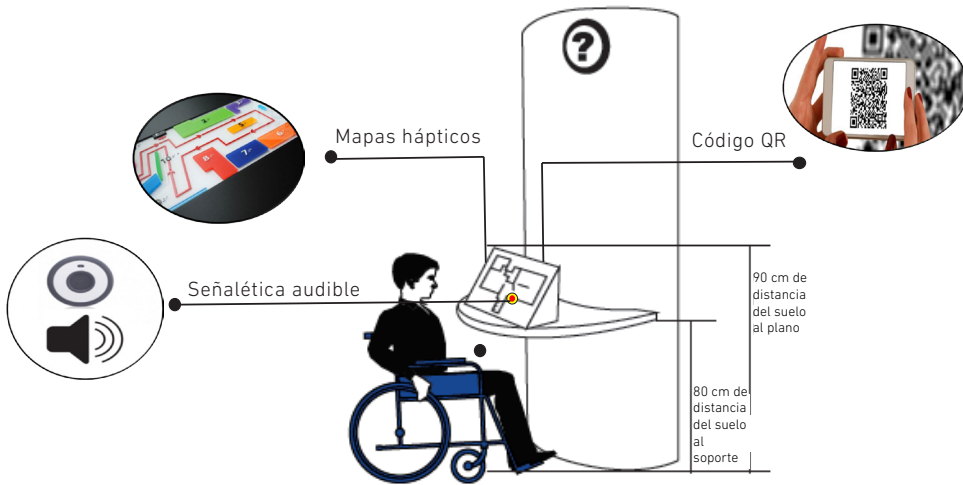 ?
Mapas hápticos
Código QR
Señalética audible
90 cm de
distancia
del suelo
al plano
80 cm de
distancia
del suelo
al
soporte